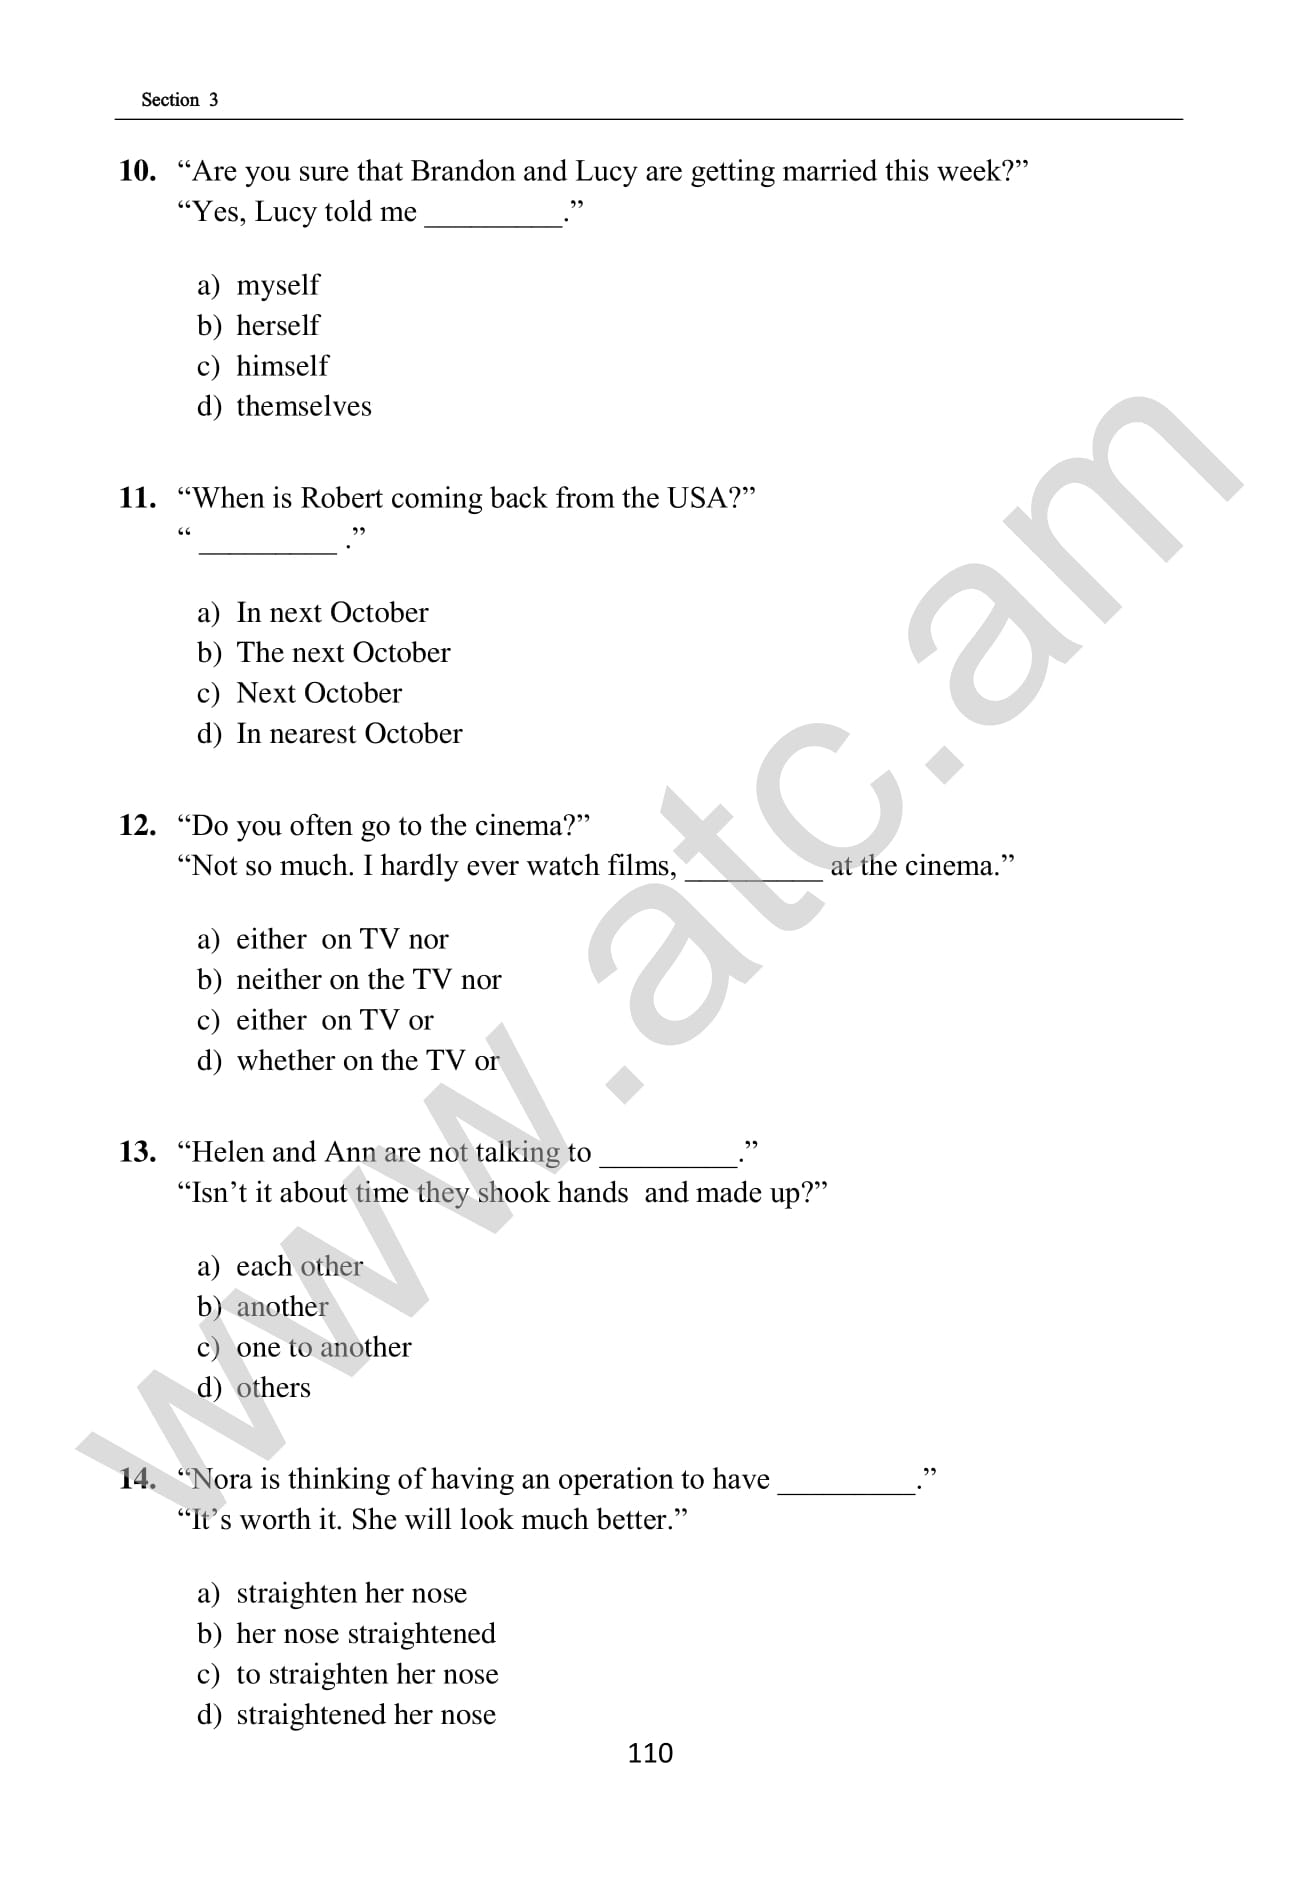 Section 3
10. “Are you sure that Brandon and Lucy are getting married this week?”
“Yes, Lucy told me _________.”
a) myself
b) herself
c) himself
d) themselves
11. “When is Robert coming back from the USA?”
“ _________ .”
a) In next October
b) The next October
c) Next October
d) In nearest October
12. “Do you often go to the cinema?”
“Not so much. I hardly ever watch films, _________ at the cinema.”
a) either on TV nor
b) neither on the TV nor
c) either on TV or
d) whether on the TV or
13. “Helen and Ann are not talking to _________.”
“Isn’t it about time they shook hands and made up?”
a) each other
b) another
c) one to another
d) others
14. “Nora is thinking of having an operation to have _________.”
“It’s worth it. She will look much better.”
a) straighten her nose
b) her nose straightened
c) to straighten her nose
d) straightened her nose
110
www.atc.am